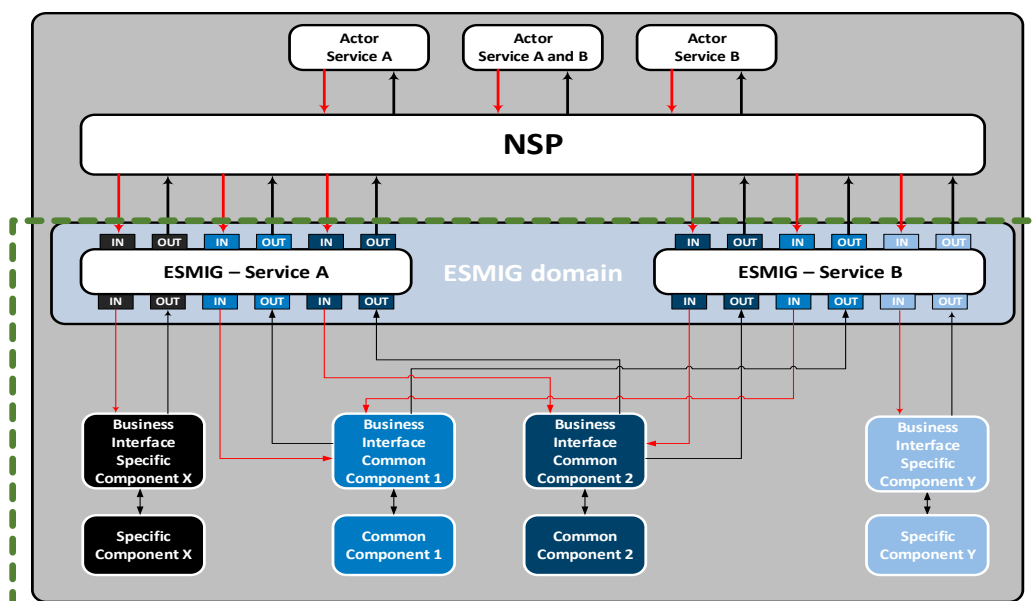 Actor
Service A
Actor
Service A and B
Actor
Service B
NSP
IN OUT IN OUT IN OUT IN OUT IN OUT IN OUT
ESMIG – Service A
ESMIG domain
ESMIG – Service B
IN OUT IN OUT IN OUT IN OUT IN OUT IN OUT
Business
Interface
Specific
Component X
Business
Interface
Common
Component 1
Business
Interface
Common
Component 2
Business
Interface
Specific
Component Y
Specific
Component X
Common
Component 1
Common
Component 2
Specific
Component Y